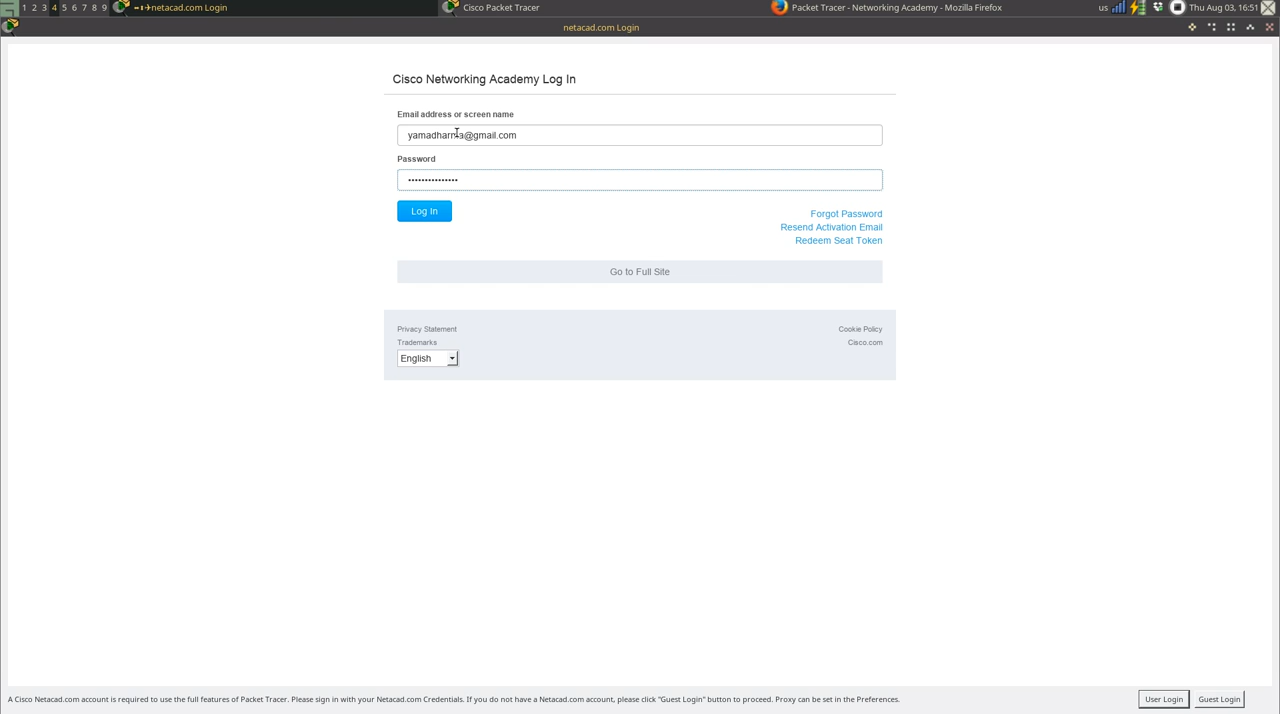 1 2 3 4 5 6 7 8 9 netacad.com Login Cisco Packet Tracer Packet Tracer - Networking Academy - Mozilla Firefox us Thu Aug 03, 16:51
netacad.com Login
Cisco Networking Academy Log In
Email address or screen name
yamadharma@gmail.com
Password
•••••••••••••••
Log In
Forgot Password
Resend Activation Email
Redeem Seat Token
Go to Full Site
Privacy Statement Cookie Policy
Trademarks Cisco.com
English
A Cisco Netacad.com account is required to use the full features of Packet Tracer. Please sign in with your Netacad.com Credentials. If you do not have a Netacad.com account, please click "Guest Login" button to proceed. Proxy can be set in the Preferences. User Login Guest Login